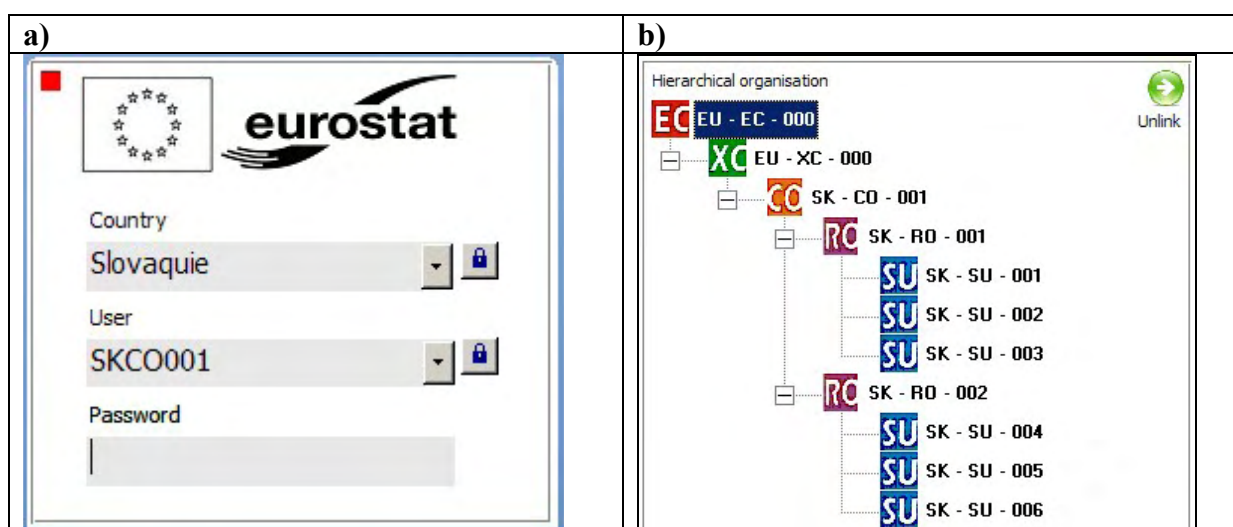 a)
b)
eurostat
Country
Slovaquie
User
SKCO001
Password
Hierarchical organisation
Unlink
EC EU - EC - 000
XC EU - XC - 000
CO SK - CO - 001
RO SK - RO - 001
SU SK - SU - 001
SU SK - SU - 002
SU SK - SU - 003
RO SK - RO - 002
SU SK - SU - 004
SU SK - SU - 005
SU SK - SU - 006